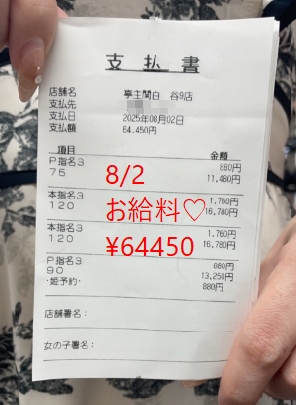 支払書
店舗名 亭主関白 谷9店
支払先
支払日 2025年08月02日
支払額 64,450円
項目 金額
P指名3 880円
75 11,480円
本指名3 1,760円
120 16,780円
本指名3 1,760円
120 16,780円
P指名3 880円
90 13,250円
・姫予約・ 880円
8/2
お給料♡
¥64450
店舗署名：
女の子署名：